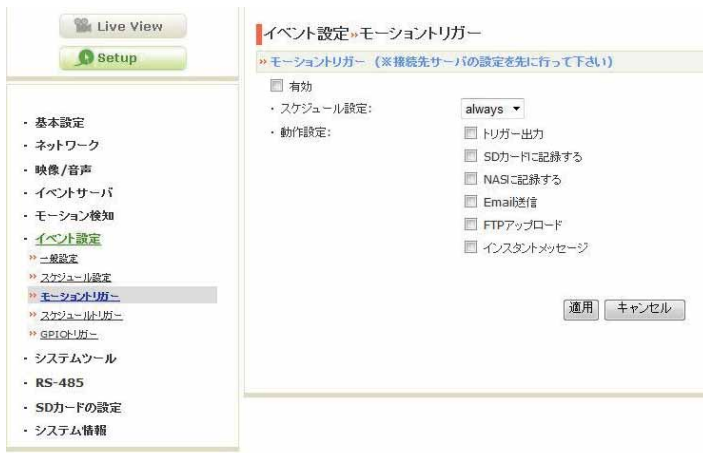 Live View
Setup
・ 基本設定
・ ネットワーク
・ 映像/音声
・ イベントサーバ
・ モーション検知
・ イベント設定
» 一般設定
» スケジュール設定
» モーショントリガー
» スケジュールトリガー
» GPIOトリガー
・ システムツール
・ RS-485
・ SDカードの設定
・ システム情報
イベント設定»モーショントリガー
» モーショントリガー（※接続先サーバの設定を先に行って下さい）
有効
・ スケジュール設定: always
・ 動作設定: トリガー出力
SDカードに記録する
NASに記録する
Email送信
FTPアップロード
インスタントメッセージ
適用 キャンセル